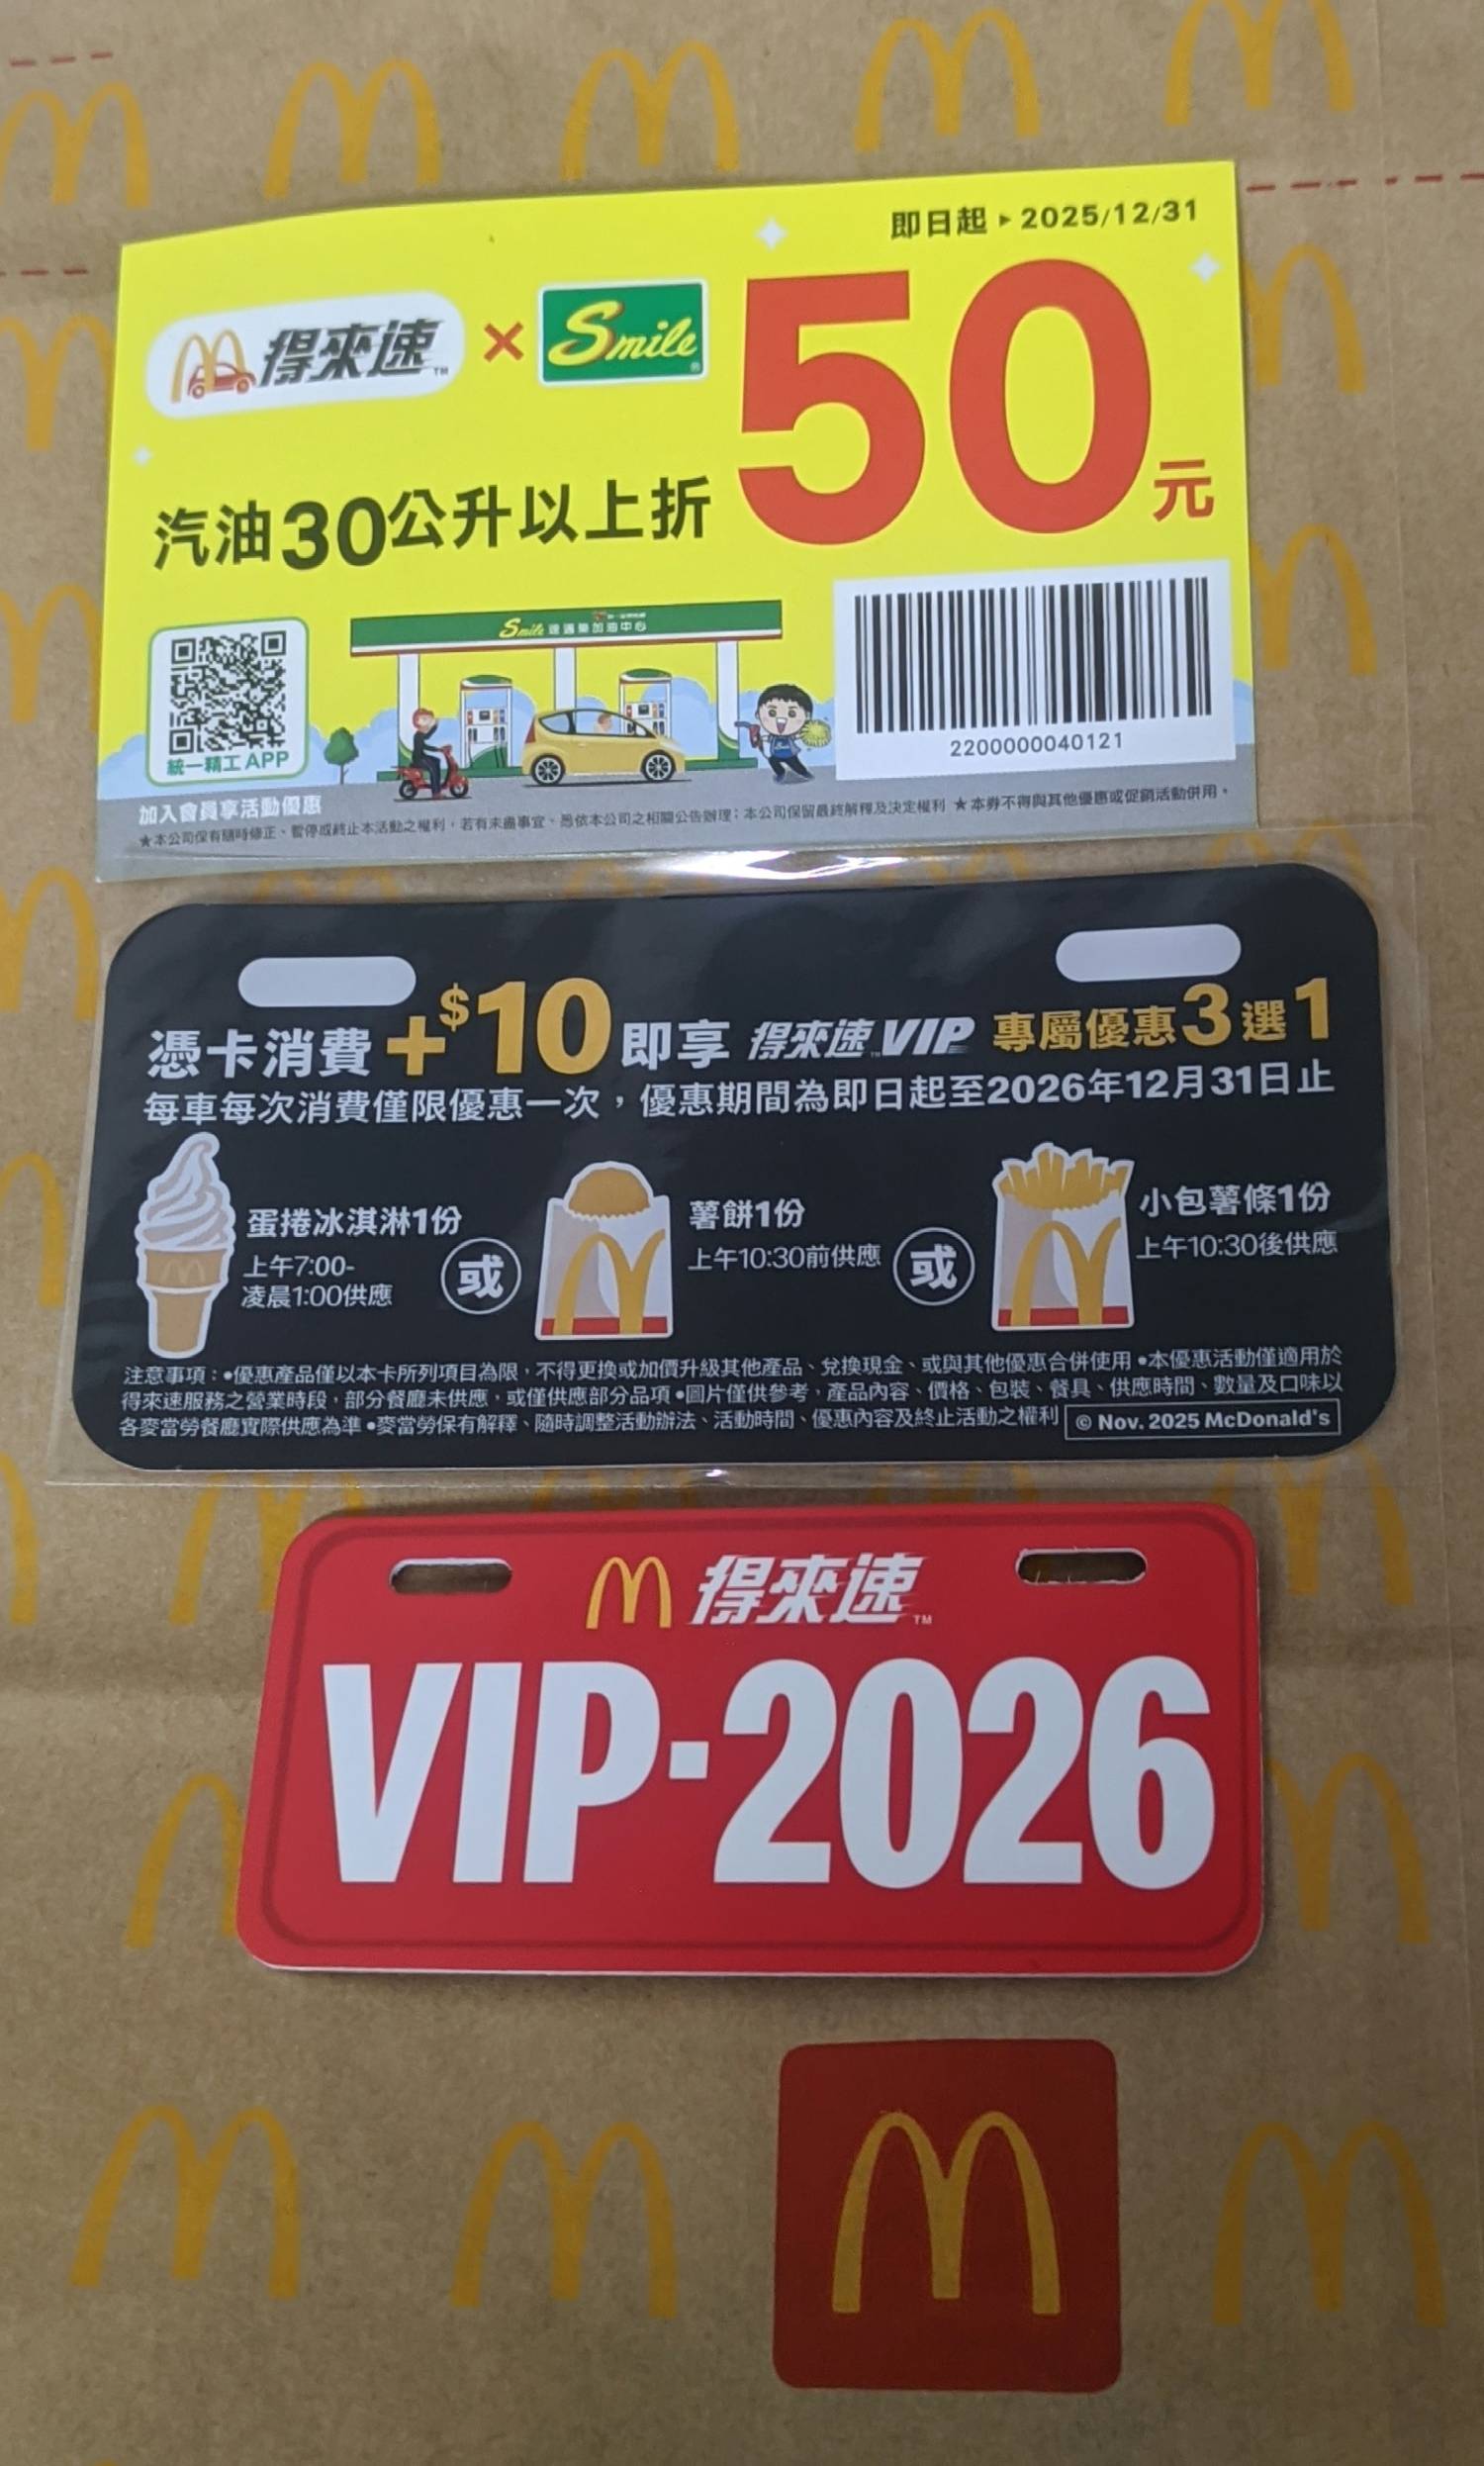 即日起▸2025/12/31
得來速™ × Smile®
50元
汽油30公升以上折
Smile 速邁樂加油中心
統一精工APP
2200000040121
加入會員享活動優惠
★本公司保有隨時修正、暫停或終止本活動之權利，若有未盡事宜、悉依本公司之相關公告辦理；本公司保留最終解釋及決定權利 ★本券不得與其他優惠或促銷活動併用。
憑卡消費+$10即享 得來速™VIP 專屬優惠3選1
每車每次消費僅限優惠一次，優惠期間為即日起至2026年12月31日止
蛋捲冰淇淋1份
上午7:00-
凌晨1:00供應
或
薯餅1份
上午10:30前供應
或
小包薯條1份
上午10:30後供應
注意事項：•優惠產品僅以本卡所列項目為限，不得更換或加價升級其他產品、兌換現金、或與其他優惠合併使用 •本優惠活動僅適用於
得來速服務之營業時段，部分餐廳未供應，或僅供應部分品項 •圖片僅供參考，產品內容、價格、包裝、餐具、供應時間、數量及口味以
各麥當勞餐廳實際供應為準 •麥當勞保有解釋、隨時調整活動辦法、活動時間、優惠內容及終止活動之權利 © Nov. 2025 McDonald's
得來速™
VIP·2026